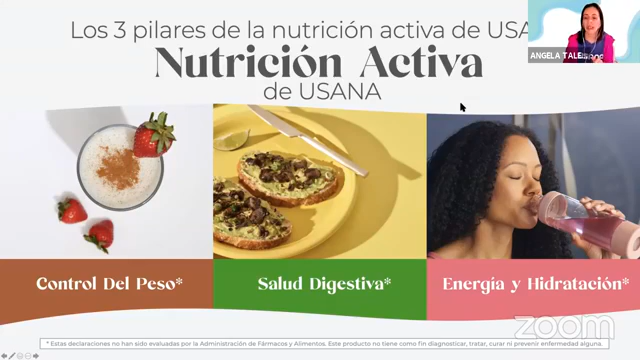 Los 3 pilares de la nutrición activa de USA
Nutrición Activa
de USANA
ANGELA
Control Del Peso*
Salud Digestiva*
Energía y Hidratación*
zoom
* Estas declaraciones no han sido evaluadas por la Administración de Fármacos y Alimentos. Este producto no tiene como fin diagnosticar, tratar, curar ni prevenir enfermedad alguna.